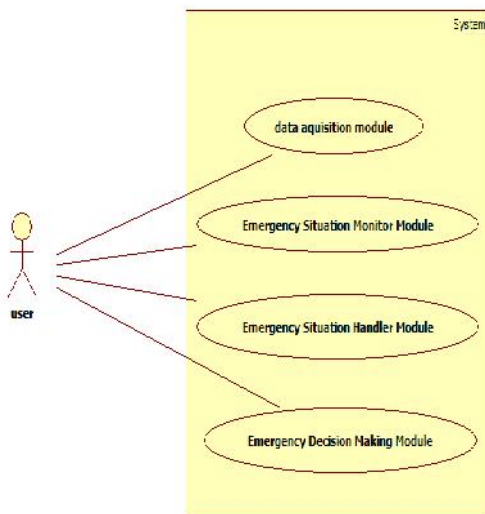 System
data aquisition module
Emergency Situation Monitor Module
user
Emergency Situation Handler Module
Emergency Decision Making Module